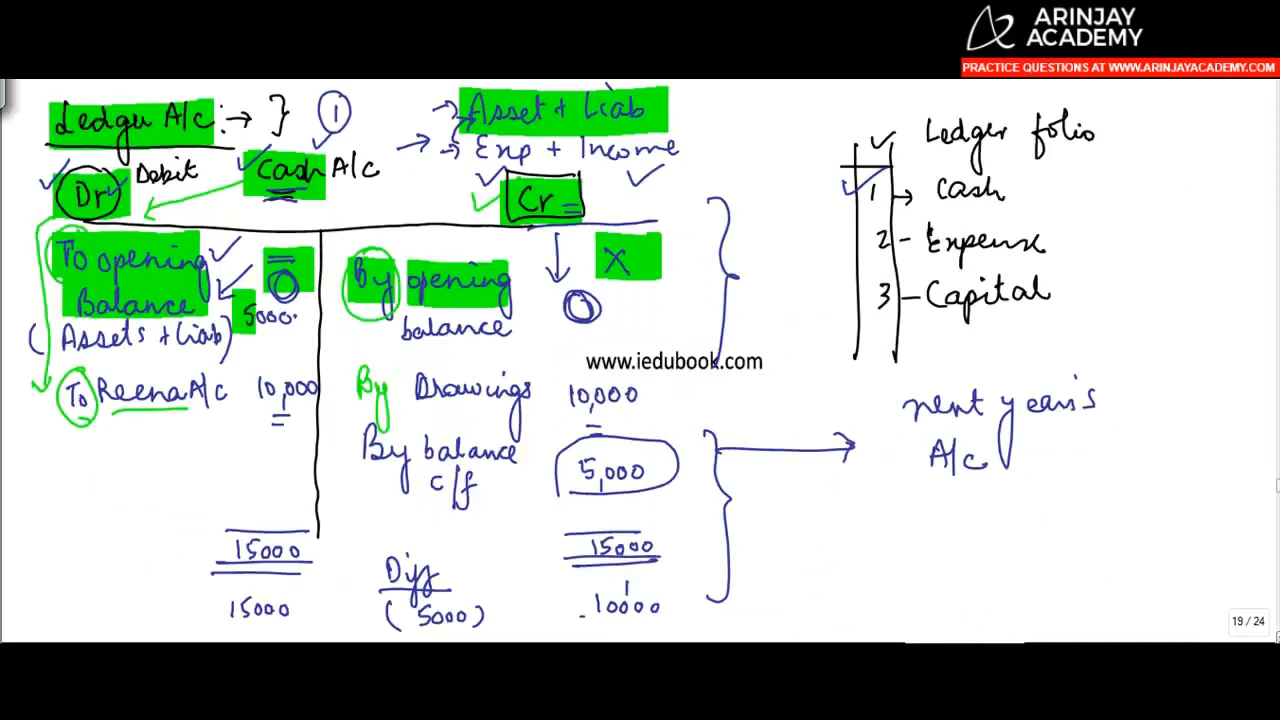 ARINJAY
ACADEMY
PRACTICE QUESTIONS AT WWW.ARINJAYACADEMY.COM
Ledger A/c :→ } 1
→ Asset + Liab
→ → Exp + Income
Ledger folio
Dr Debit Cash A/c Cr =
1 → Cash
2 - Expense
3 - Capital
To opening
Balance
(Assets + Liab)
5000.
By opening
balance
X
www.iedubook.com
To Reena A/c 10,000
By Drawings 10,000
By balance
c/f
5,000
next year's
A/c
15000
15000
15000
Diff
(5000)
10000
19 / 24